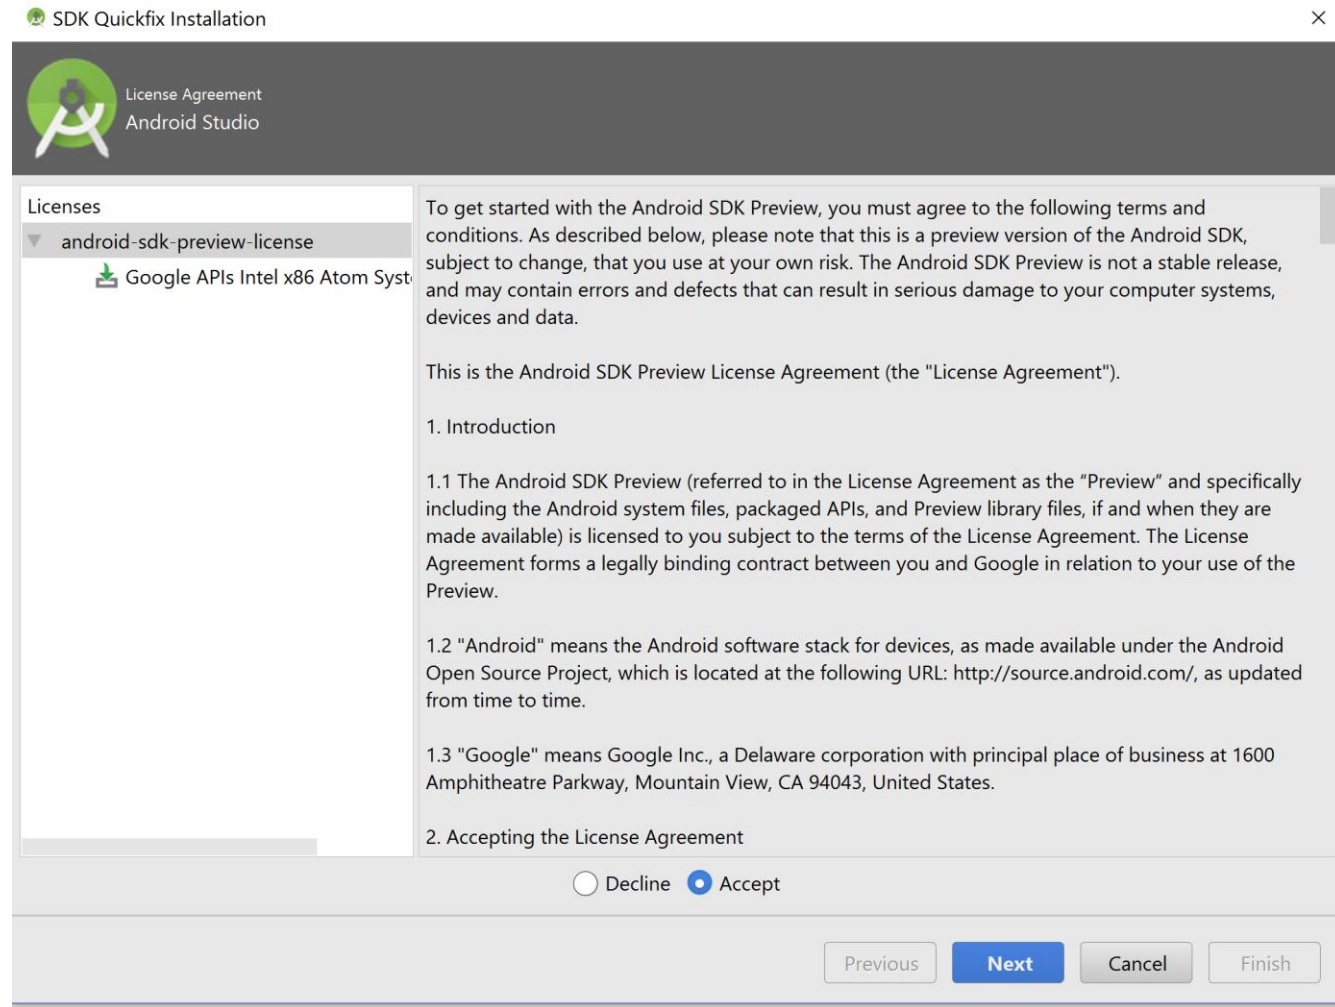 SDK Quickfix Installation
License Agreement
Android Studio
Licenses
android-sdk-preview-license
Google APIs Intel x86 Atom Syst
To get started with the Android SDK Preview, you must agree to the following terms and
conditions. As described below, please note that this is a preview version of the Android SDK,
subject to change, that you use at your own risk. The Android SDK Preview is not a stable release,
and may contain errors and defects that can result in serious damage to your computer systems,
devices and data.
This is the Android SDK Preview License Agreement (the "License Agreement").
1. Introduction
1.1 The Android SDK Preview (referred to in the License Agreement as the “Preview” and specifically
including the Android system files, packaged APIs, and Preview library files, if and when they are
made available) is licensed to you subject to the terms of the License Agreement. The License
Agreement forms a legally binding contract between you and Google in relation to your use of the
Preview.
1.2 "Android" means the Android software stack for devices, as made available under the Android
Open Source Project, which is located at the following URL: http://source.android.com/, as updated
from time to time.
1.3 "Google" means Google Inc., a Delaware corporation with principal place of business at 1600
Amphitheatre Parkway, Mountain View, CA 94043, United States.
2. Accepting the License Agreement
Decline Accept
Previous Next Cancel Finish